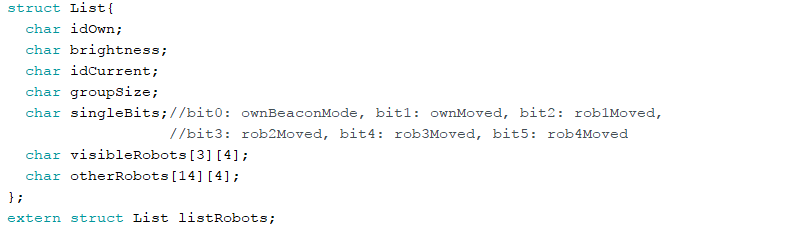 struct List{
  char idOwn;
  char brightness;
  char idCurrent;
  char groupSize;
  char singleBits;//bit0: ownBeaconMode, bit1: ownMoved, bit2: rob1Moved,
                  //bit3: rob2Moved, bit4: rob3Moved, bit5: rob4Moved
  char visibleRobots[3][4];
  char otherRobots[14][4];
};
extern struct List listRobots;